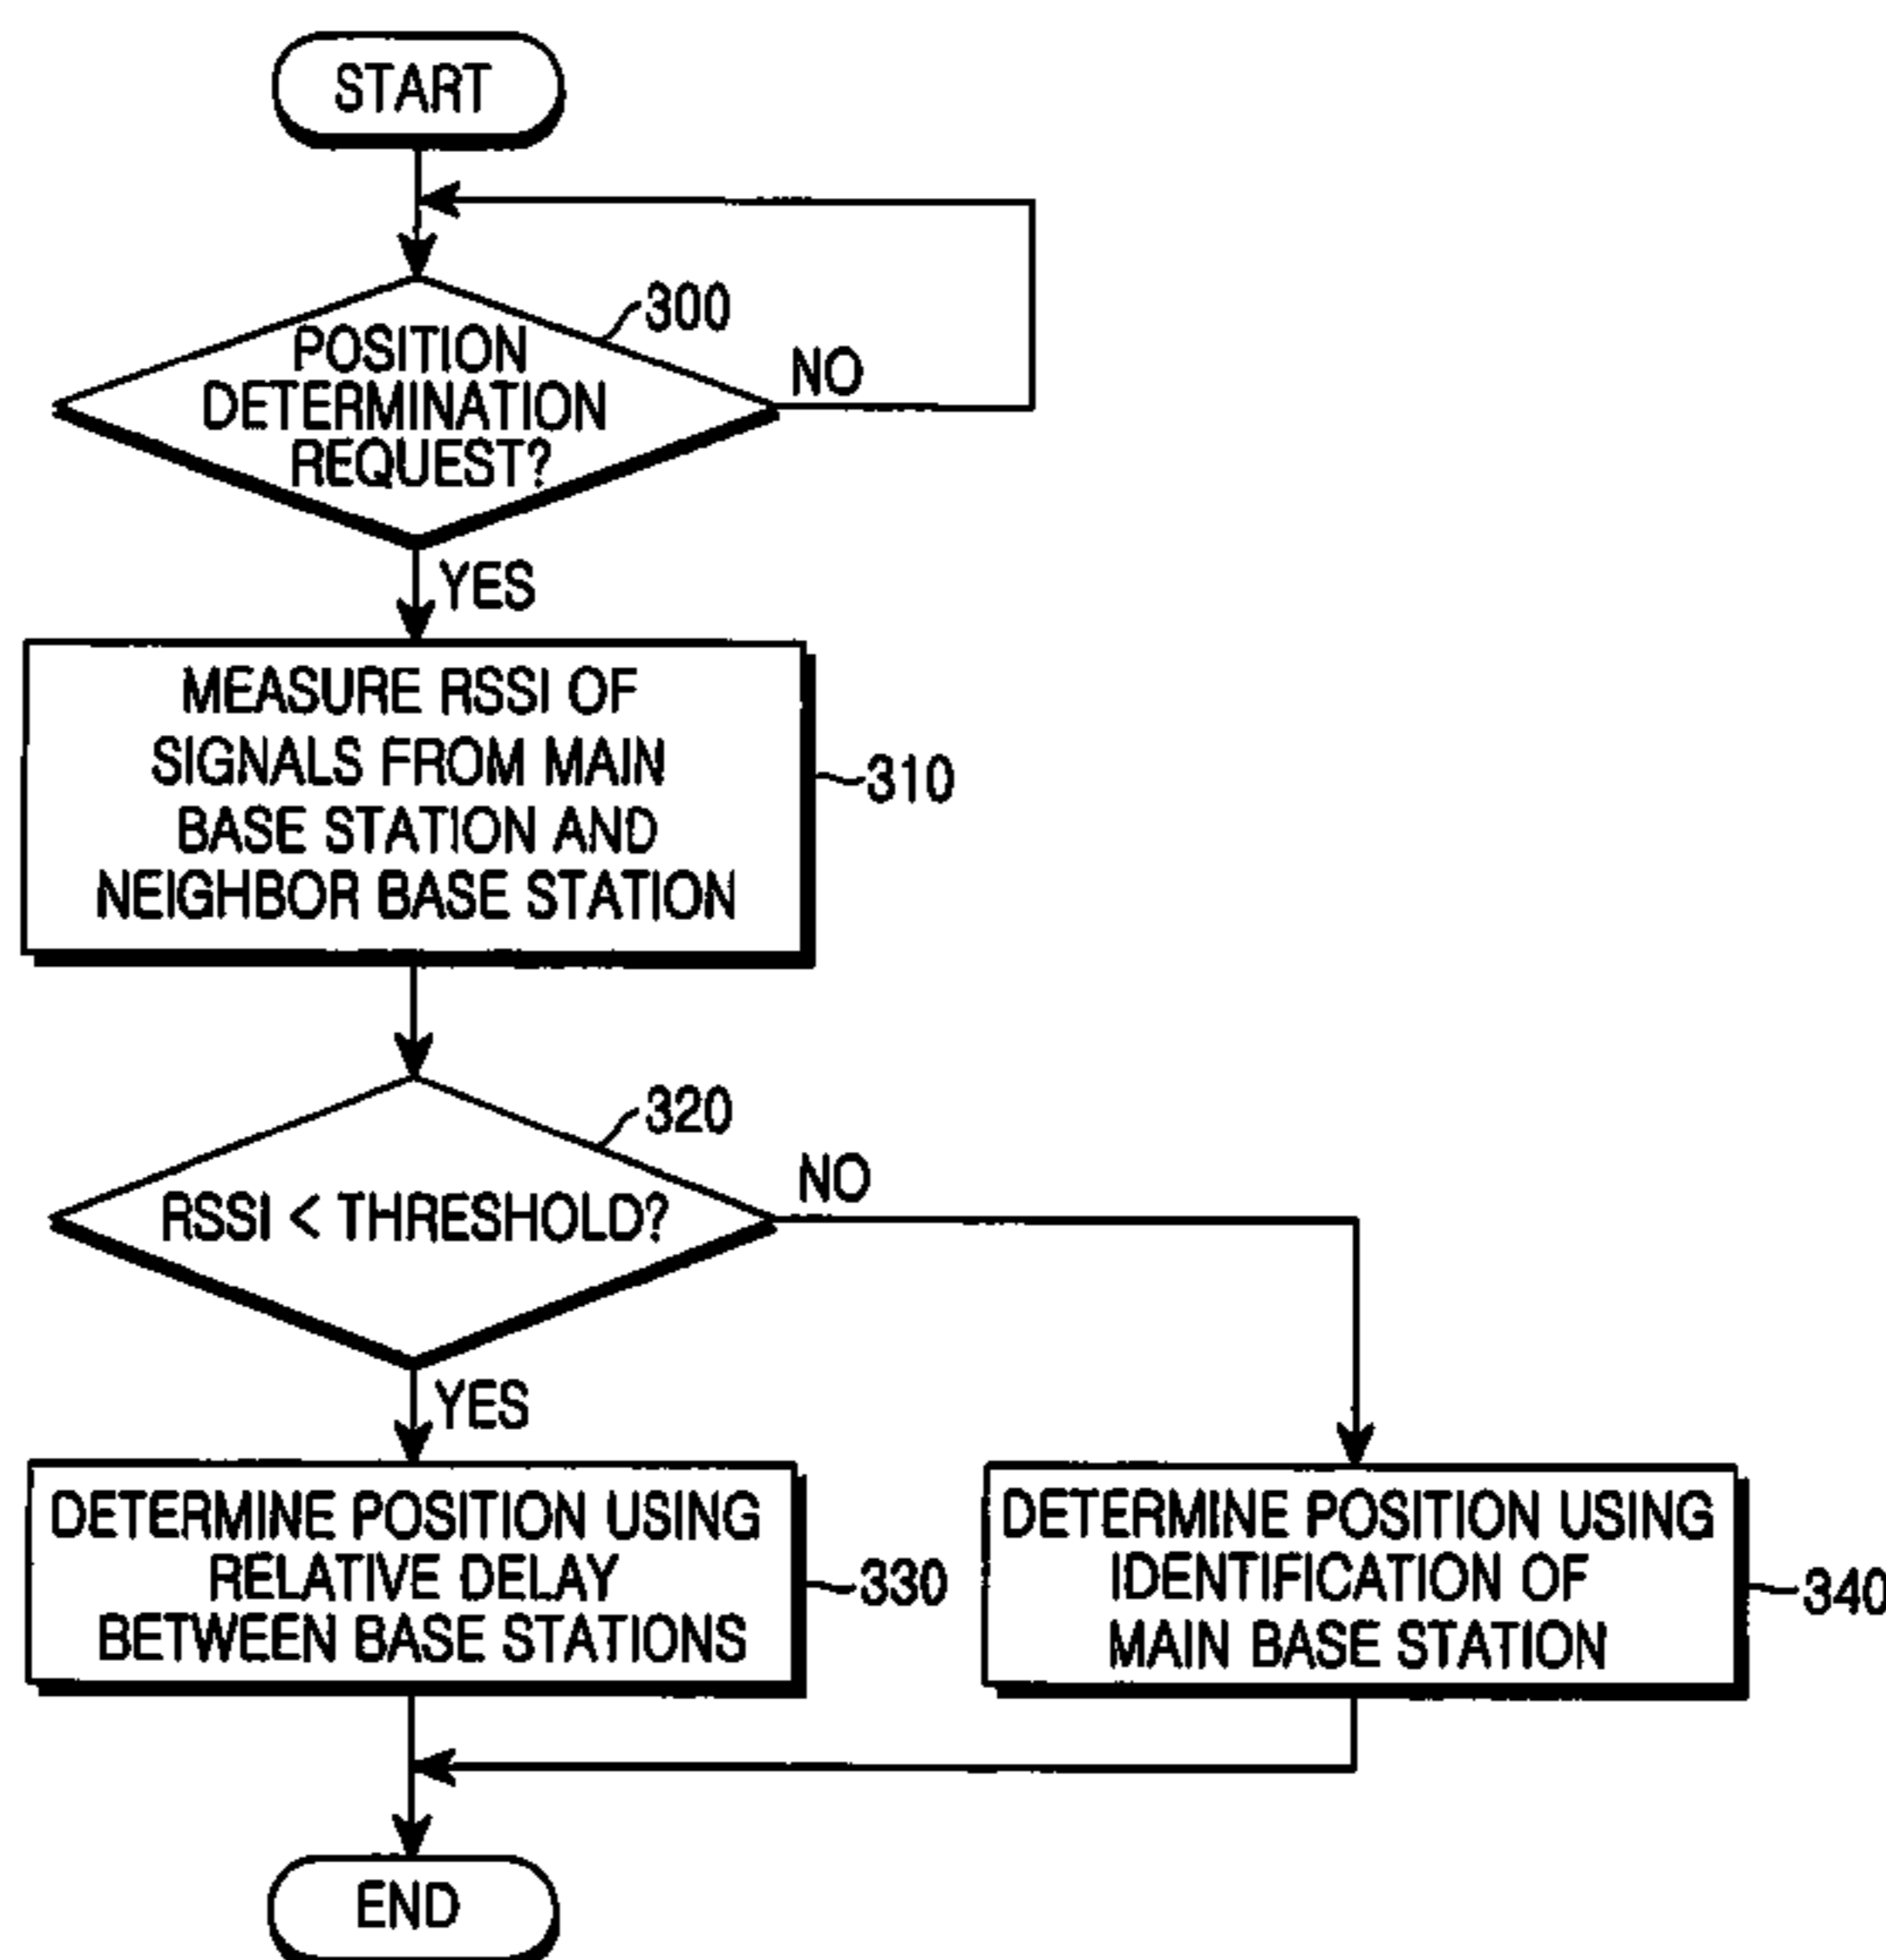 START
300
POSITION
DETERMINATION
REQUEST?
NO
YES
MEASURE RSSI OF
SIGNALS FROM MAIN
BASE STATION AND
NEIGHBOR BASE STATION
310
320
RSSI < THRESHOLD?
NO
YES
DETERMINE POSITION USING
RELATIVE DELAY
BETWEEN BASE STATIONS
330
DETERMINE POSITION USING
IDENTIFICATION OF
MAIN BASE STATION
340
END